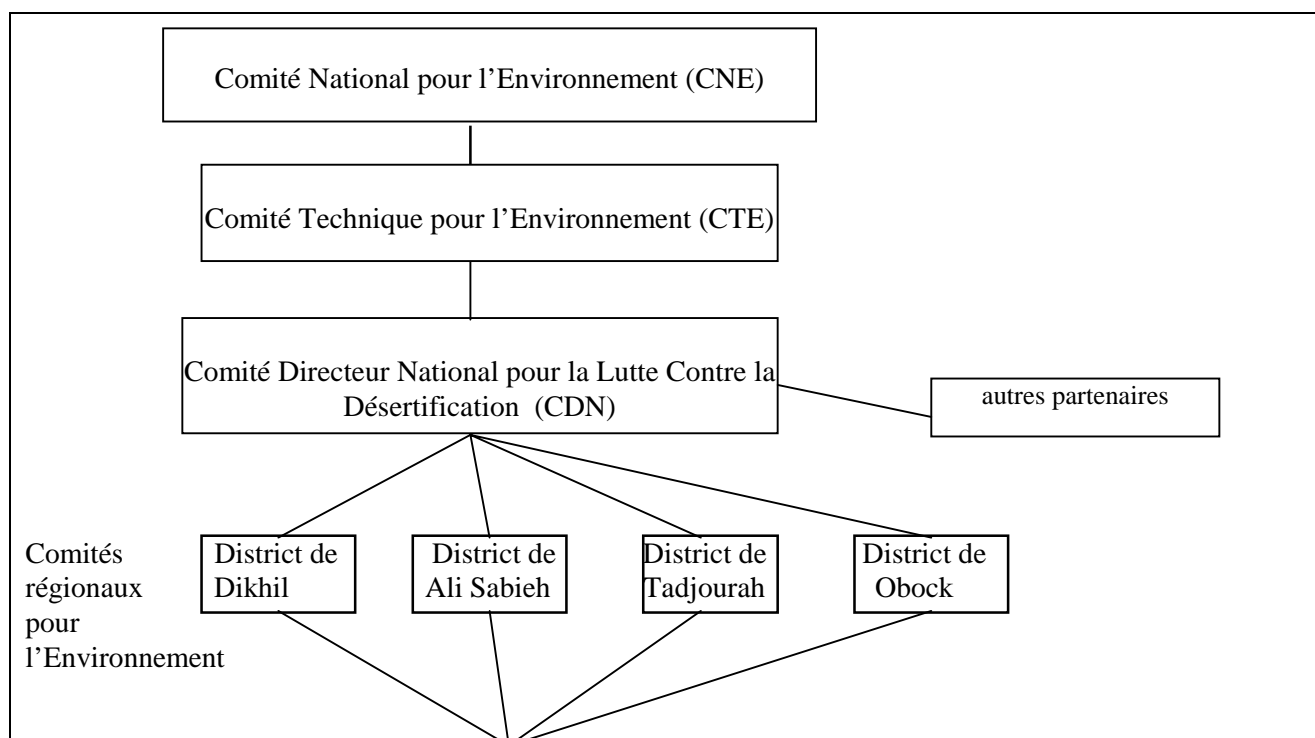 Comité National pour l’Environnement (CNE)
Comité Technique pour l’Environnement (CTE)
Comité Directeur National pour la Lutte Contre la
Désertification (CDN)
autres partenaires
Comités
régionaux
pour
l’Environnement
District de
Dikhil
District de
Ali Sabieh
District de
Tadjourah
District de
Obock